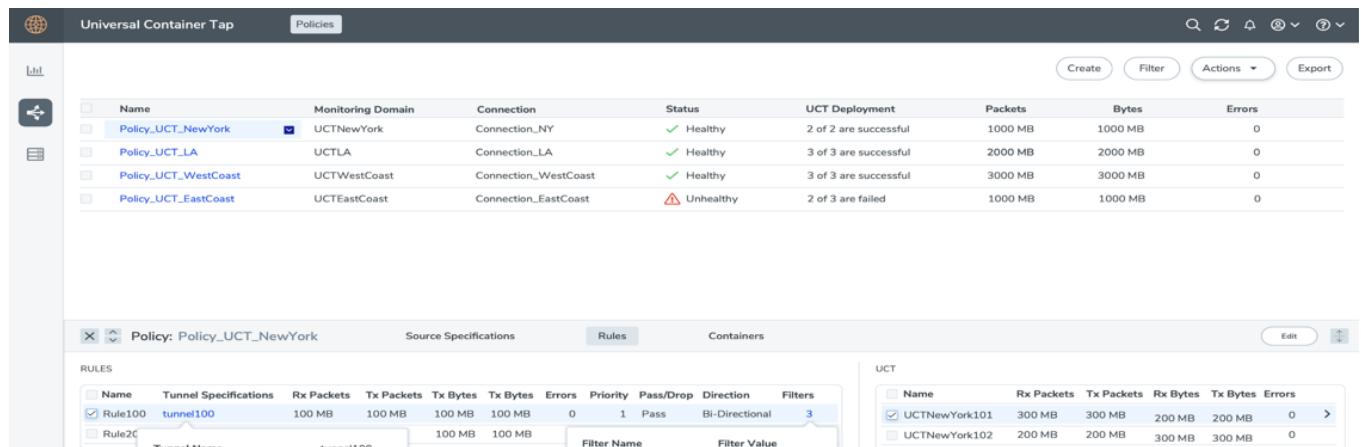 Universal Container Tap Policies
Create Filter Actions Export
Name Monitoring Domain Connection Status UCT Deployment Packets Bytes Errors
Policy_UCT_NewYork UCTNewYork Connection_NY Healthy 2 of 2 are successful 1000 MB 1000 MB 0
Policy_UCT_LA UCTLA Connection_LA Healthy 3 of 3 are successful 2000 MB 2000 MB 0
Policy_UCT_WestCoast UCTWestCoast Connection_WestCoast Healthy 3 of 3 are successful 3000 MB 3000 MB 0
Policy_UCT_EastCoast UCTEastCoast Connection_EastCoast Unhealthy 2 of 3 are failed 1000 MB 1000 MB 0
Policy: Policy_UCT_NewYork Source Specifications Rules Containers Edit
RULES UCT
Name Tunnel Specifications Rx Packets Tx Packets Tx Bytes Tx Bytes Errors Priority Pass/Drop Direction Filters Name Rx Packets Tx Packets Rx Bytes Tx Bytes Errors
Rule100 tunnel100 100 MB 100 MB 100 MB 100 MB 0 1 Pass Bi-Directional 3 UCTNewYork101 300 MB 300 MB 200 MB 200 MB 0
100 MB 100 MB UCTNewYork102 200 MB 200 MB 300 MB 300 MB 0
Filter Name Filter Value